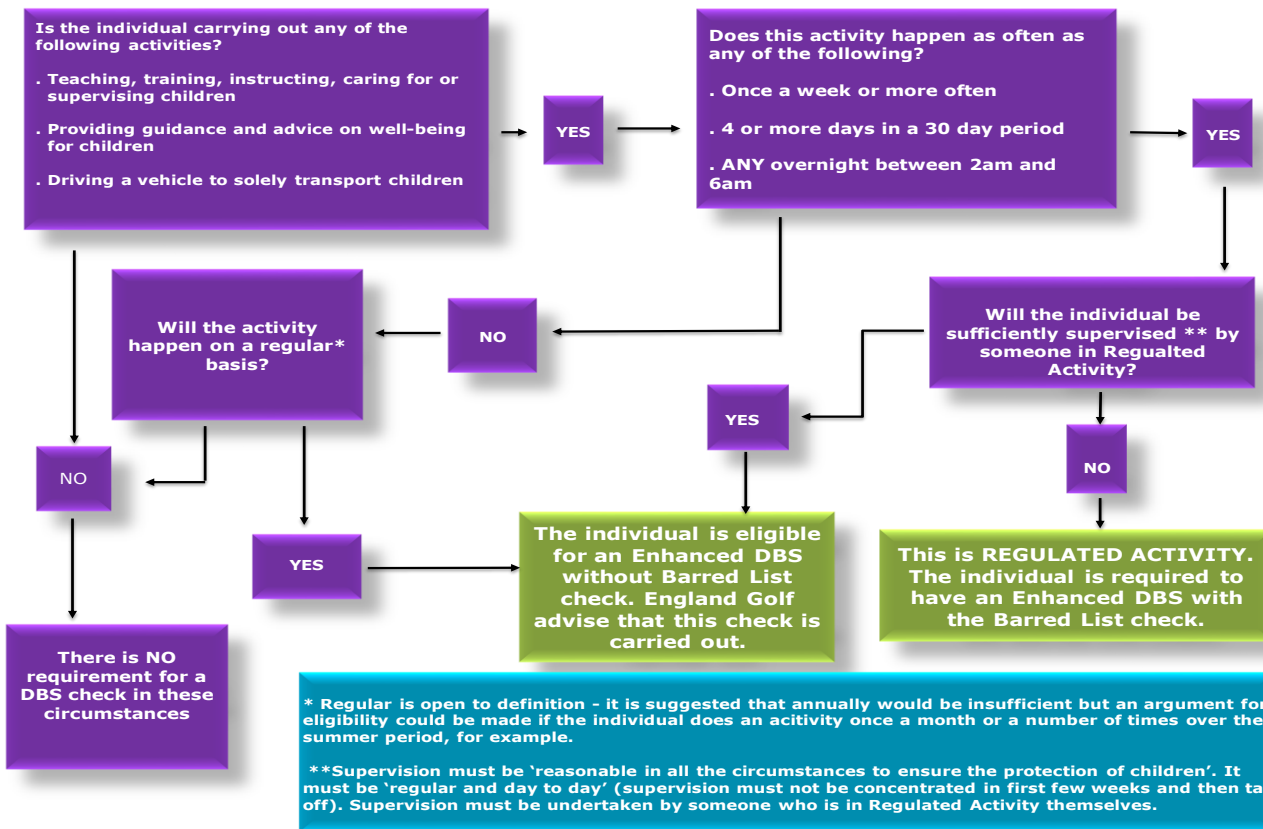 Is the individual carrying out any of the
following activities?
. Teaching, training, instructing, caring for or
supervising children
. Providing guidance and advice on well-being
for children
. Driving a vehicle to solely transport children
YES
Does this activity happen as often as
any of the following?
. Once a week or more often
. 4 or more days in a 30 day period
. ANY overnight between 2am and
6am
YES
Will the activity
happen on a regular*
basis?
NO
Will the individual be
sufficiently supervised ** by
someone in Regualted
Activity?
YES
NO
NO
YES
The individual is eligible
for an Enhanced DBS
without Barred List
check. England Golf
advise that this check is
carried out.
This is REGULATED ACTIVITY.
The individual is required to
have an Enhanced DBS with
the Barred List check.
There is NO
requirement for a
DBS check in these
circumstances
* Regular is open to definition - it is suggested that annually would be insufficient but an argument for
eligibility could be made if the individual does an acitivity once a month or a number of times over the
summer period, for example.
**Supervision must be ‘reasonable in all the circumstances to ensure the protection of children’. It
must be ‘regular and day to day’ (supervision must not be concentrated in first few weeks and then ta
off). Supervision must be undertaken by someone who is in Regulated Activity themselves.